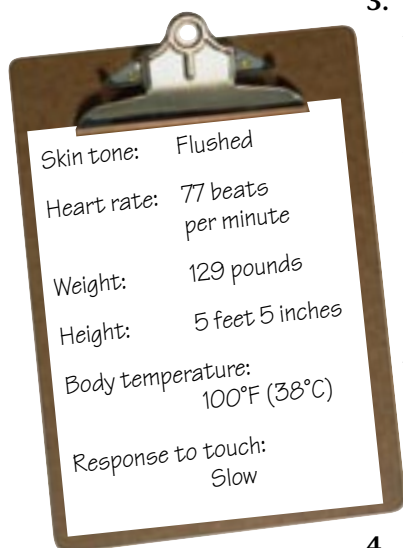 3.
Skin tone: Flushed
Heart rate: 77 beats
per minute
Weight: 129 pounds
Height: 5 feet 5 inches
Body temperature:
100°F (38°C)
Response to touch:
Slow
4